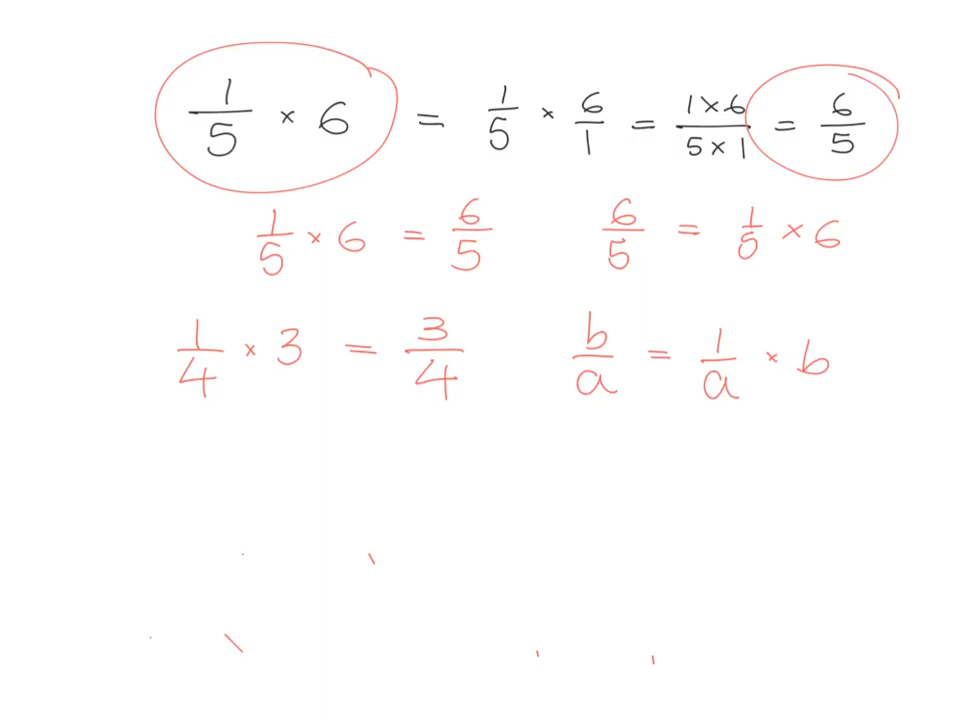 1/5 × 6 = 1/5 × 6/1 = 1×6/5×1 = 6/5
1/5 × 6 = 6/5 6/5 = 1/5 × 6
1/4 × 3 = 3/4 b/a = 1/a × b